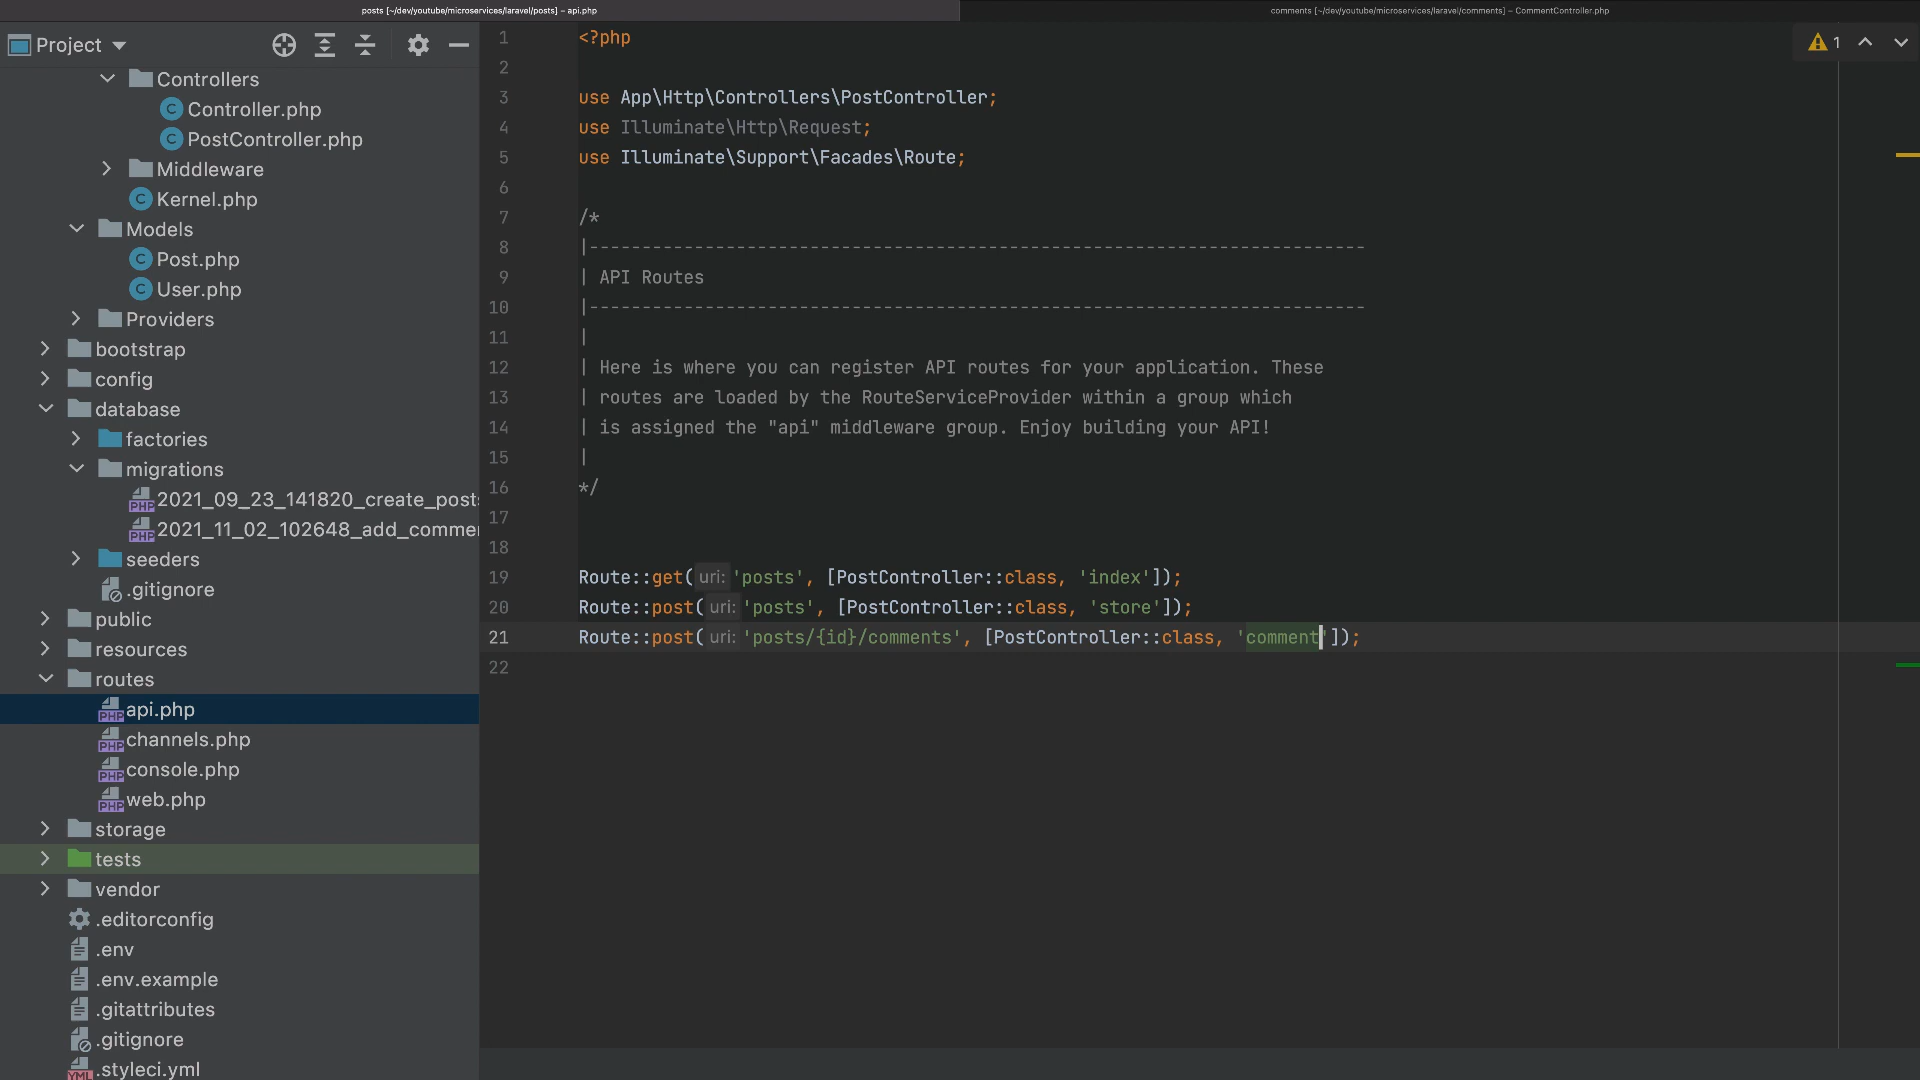 posts [~/dev/youtube/microservices/laravel/posts] – api.php
comments [~/dev/youtube/microservices/laravel/comments] – CommentController.php
Project
Controllers
Controller.php
PostController.php
Middleware
Kernel.php
Models
Post.php
User.php
Providers
bootstrap
config
database
factories
migrations
2021_09_23_141820_create_posts
2021_11_02_102648_add_comme
seeders
.gitignore
public
resources
routes
api.php
channels.php
console.php
web.php
storage
tests
vendor
.editorconfig
.env
.env.example
.gitattributes
.gitignore
.styleci.yml
1 <?php
2
3 use App\Http\Controllers\PostController;
4 use Illuminate\Http\Request;
5 use Illuminate\Support\Facades\Route;
6
7 /*
8 |--------------------------------------------------------------------------
9 | API Routes
10 |--------------------------------------------------------------------------
11 |
12 | Here is where you can register API routes for your application. These
13 | routes are loaded by the RouteServiceProvider within a group which
14 | is assigned the "api" middleware group. Enjoy building your API!
15 |
16 */
17
18
19 Route::get( uri: 'posts', [PostController::class, 'index']);
20 Route::post( uri: 'posts', [PostController::class, 'store']);
21 Route::post( uri: 'posts/{id}/comments', [PostController::class, 'comment']);
22
1